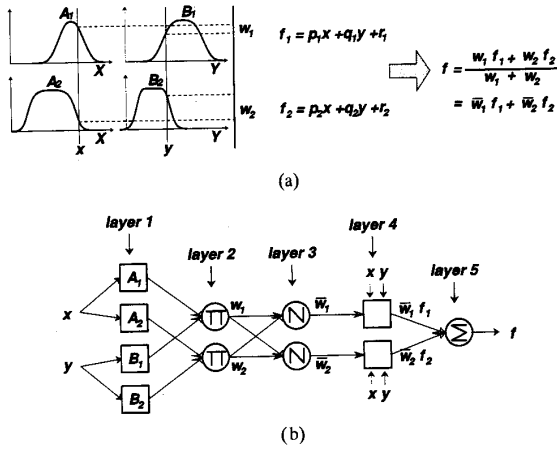 A₁ B₁
w₁
X Y
f₁ = p₁x +q₁y +r₁
A₂ B₂
w₂
X Y
x y
f₂ = p₂x +q₂y +r₂
f = w₁ f₁ + w₂ f₂ / w₁ + w₂
= w̅₁ f₁ + w̅₂ f₂
(a)
layer 1
layer 2
layer 3
layer 4
layer 5
x y
x
y
A₁
A₂
B₁
B₂
Π w₁ N w̅₁ w̅₁ f₁
Π w₂ N w̅₂ w̅₂ f₂
Σ f
x y
(b)